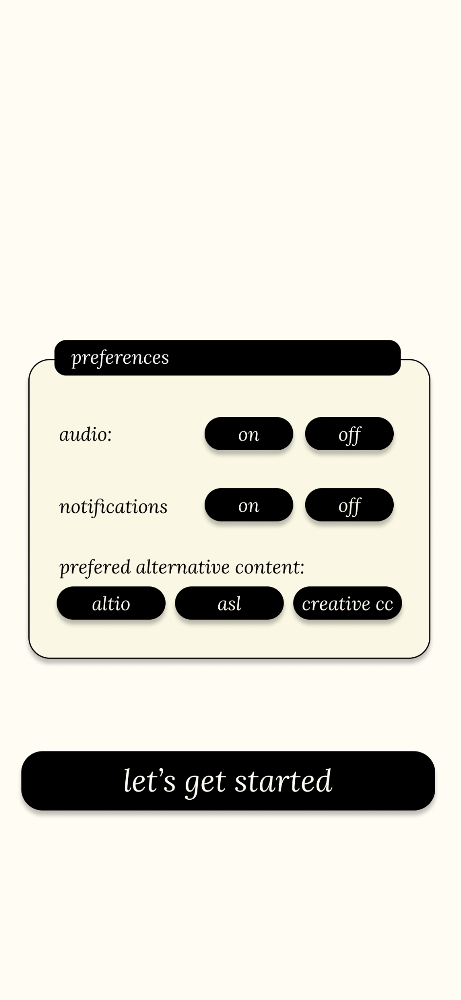 preferences
audio: on off
notifications on off
prefered alternative content:
altio asl creative cc
let’s get started